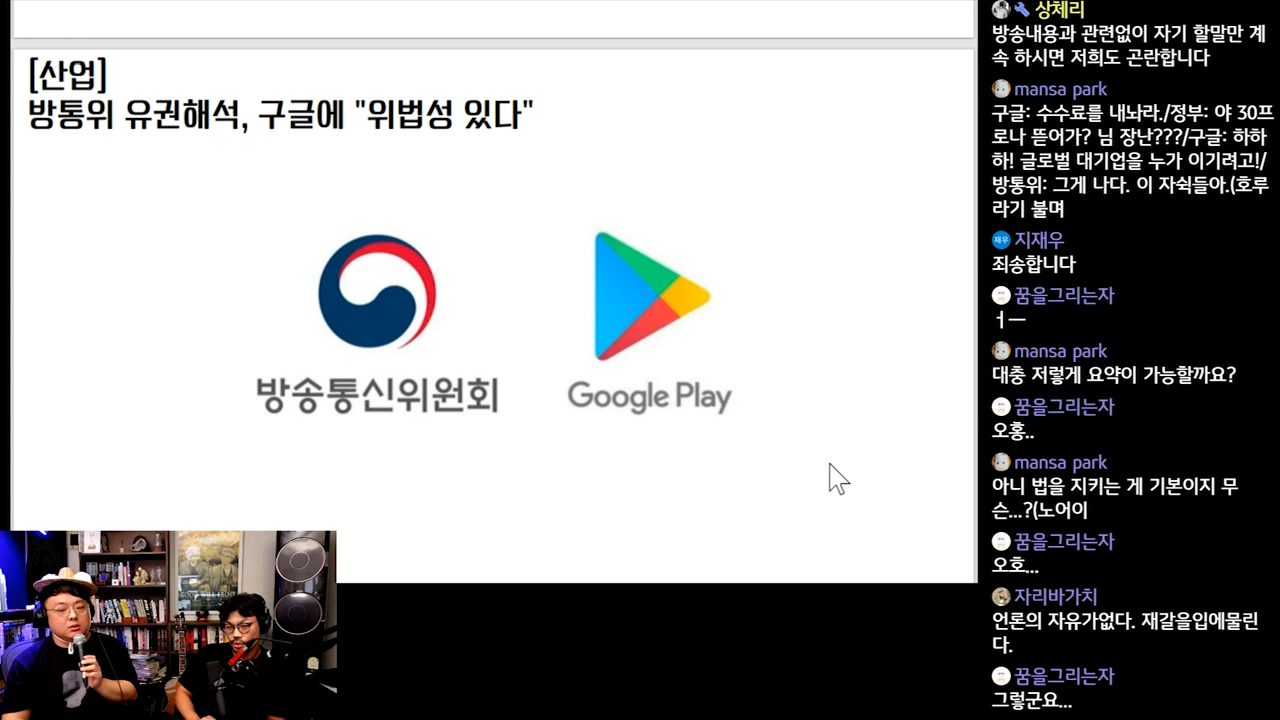 [산업]
방통위 유권해석, 구글에 "위법성 있다"
방송통신위원회
Google Play
상체리
방송내용과 관련없이 자기 할말만 계
속 하시면 저희도 곤란합니다
mansa park
구글: 수수료를 내놔라./정부: 야 30프
로나 뜯어가? 님 장난???/구글: 하하
하! 글로벌 대기업을 누가 이기려고!/
방통위: 그게 나다. 이 자쉭들아.(호루
라기 불며
재우
지재우
죄송합니다
꿈을그리는자
ㅕㅡ
mansa park
대충 저렇게 요약이 가능할까요?
꿈을그리는자
오홍..
mansa park
아니 법을 지키는 게 기본이지 무
슨...?(노어이
꿈을그리는자
오호...
자리바가치
언론의 자유가없다. 재갈을입에물린
다.
꿈을그리는자
그렇군요...